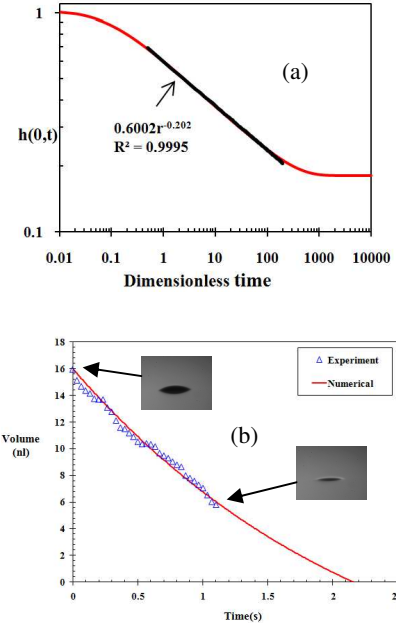 1
(a)
0.6002r^-0.202
R² = 0.9995
h(0,t)
0.1
0.01 0.1 1 10 100 1000 10000
Dimensionless time
18
16
14
12
10
8
6
4
2
0
Experiment
Numerical
(b)
Volume
(nl)
0 0.5 1 1.5 2 2.5
Time(s)